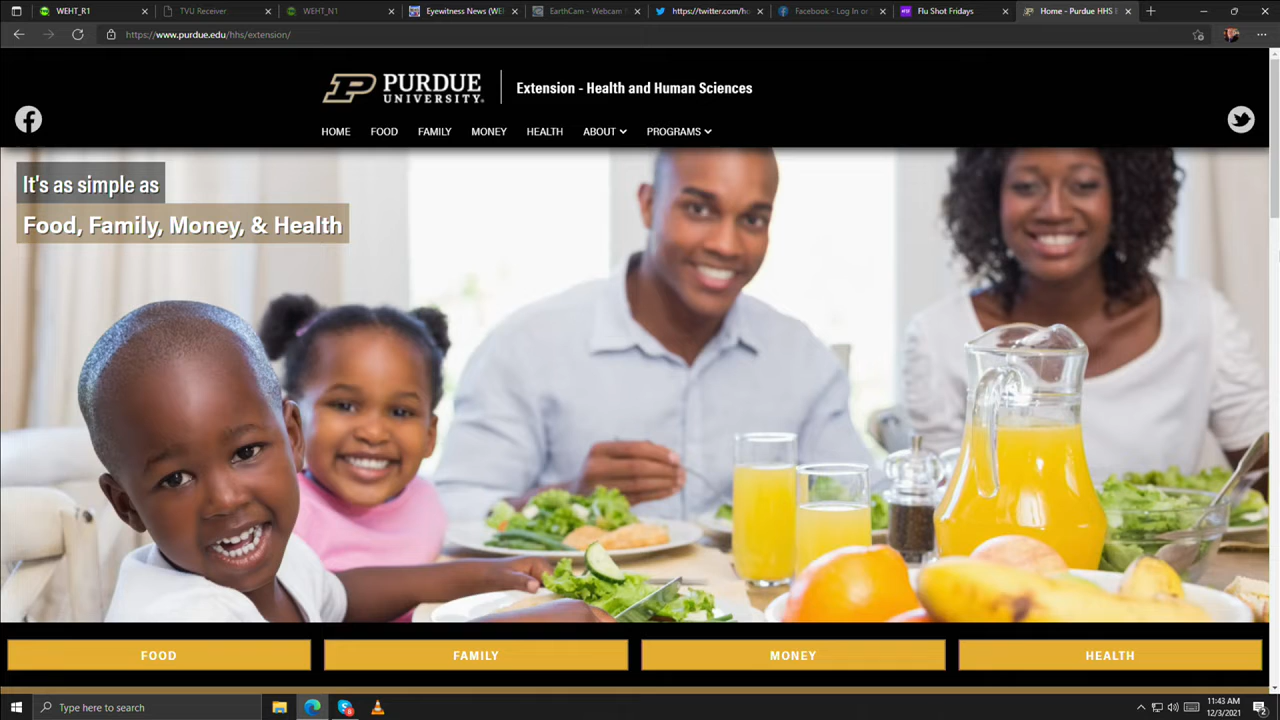 WEHT_R1
TVU Receiver
WEHT_N1
Eyewitness News (WE
EarthCam - Webcam
https://twitter.com/ho
Facebook - Log In or
Flu Shot Fridays
Home - Purdue HHS
https://www.purdue.edu/hhs/extension/
PURDUE
UNIVERSITY
Extension - Health and Human Sciences
HOME FOOD FAMILY MONEY HEALTH ABOUT PROGRAMS
It's as simple as
Food, Family, Money, & Health
FOOD FAMILY MONEY HEALTH
Type here to search
11:43 AM
12/3/2021
2